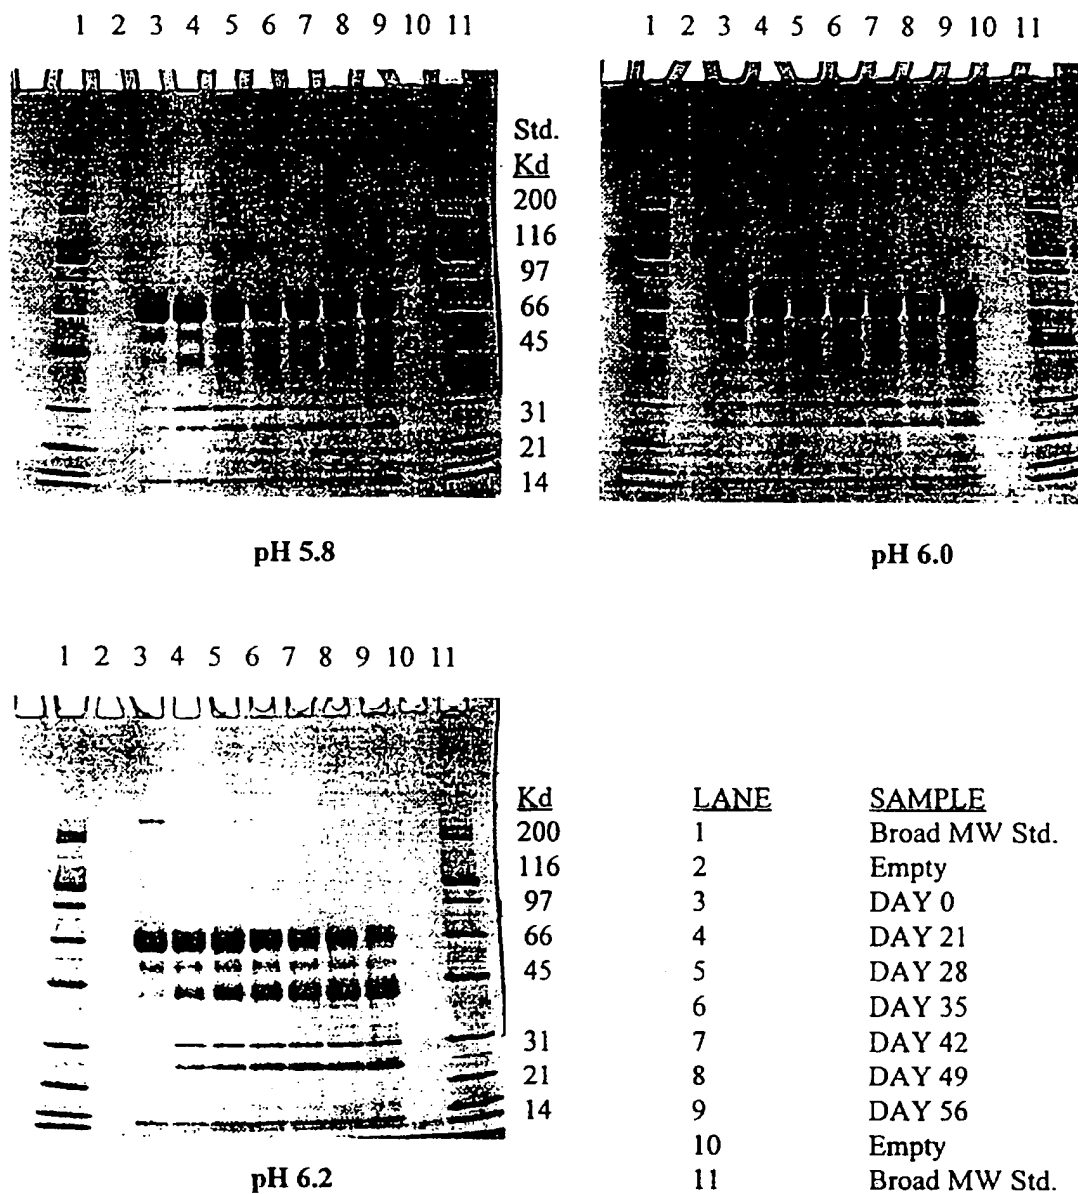 1 2 3 4 5 6 7 8 9 10 11
1 2 3 4 5 6 7 8 9 10 11
Std.
Kd
200
116
97
66
45
31
21
14
pH 5.8
pH 6.0
1 2 3 4 5 6 7 8 9 10 11
Kd
200
116
97
66
45
31
21
14
pH 6.2
LANE SAMPLE
1 Broad MW Std.
2 Empty
3 DAY 0
4 DAY 21
5 DAY 28
6 DAY 35
7 DAY 42
8 DAY 49
9 DAY 56
10 Empty
11 Broad MW Std.